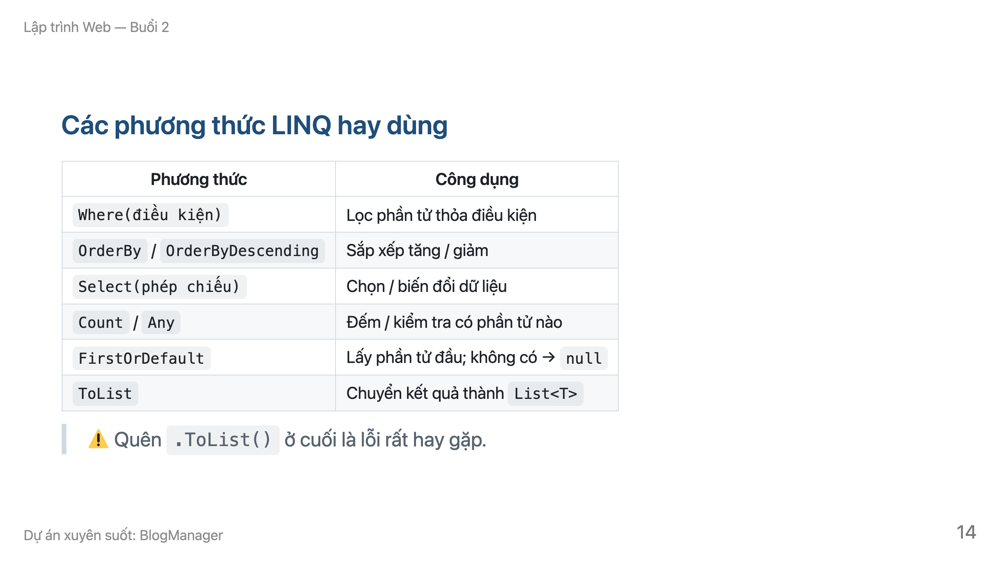 Lập trình Web — Buổi 2
Các phương thức LINQ hay dùng
Phương thức Công dụng
Where(điều kiện) Lọc phần tử thỏa điều kiện
OrderBy / OrderByDescending Sắp xếp tăng / giảm
Select(phép chiếu) Chọn / biến đổi dữ liệu
Count / Any Đếm / kiểm tra có phần tử nào
FirstOrDefault Lấy phần tử đầu; không có → null
ToList Chuyển kết quả thành List<T>
⚠️ Quên .ToList() ở cuối là lỗi rất hay gặp.
Dự án xuyên suốt: BlogManager
14